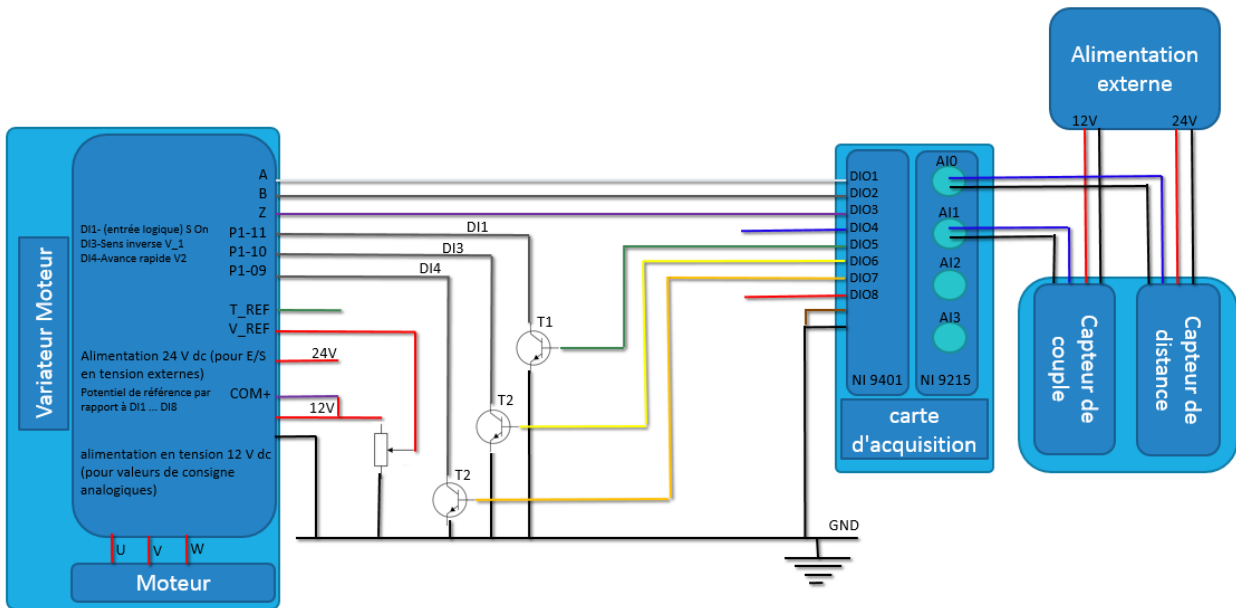 Alimentation
externe
12V
24V
Variateur Moteur
A
B
Z
P1-11
P1-10
P1-09
DI1- (entrée logique) S On
DI3-Sens inverse V_1
DI4-Avance rapide V2
T_REF
V_REF
Alimentation 24 V dc (pour E/S
en tension externes)
24V
Potentiel de référence par
rapport à DI1 ... DI8
COM+
12V
alimentation en tension 12 V dc
(pour valeurs de consigne
analogiques)
U
V
W
Moteur
DI1
DI3
DI4
T1
T2
T2
GND
DIO1
DIO2
DIO3
DIO4
DIO5
DIO6
DIO7
DIO8
NI 9401
AI0
AI1
AI2
AI3
NI 9215
carte
d'acquisition
Capteur de
couple
Capteur de
distance